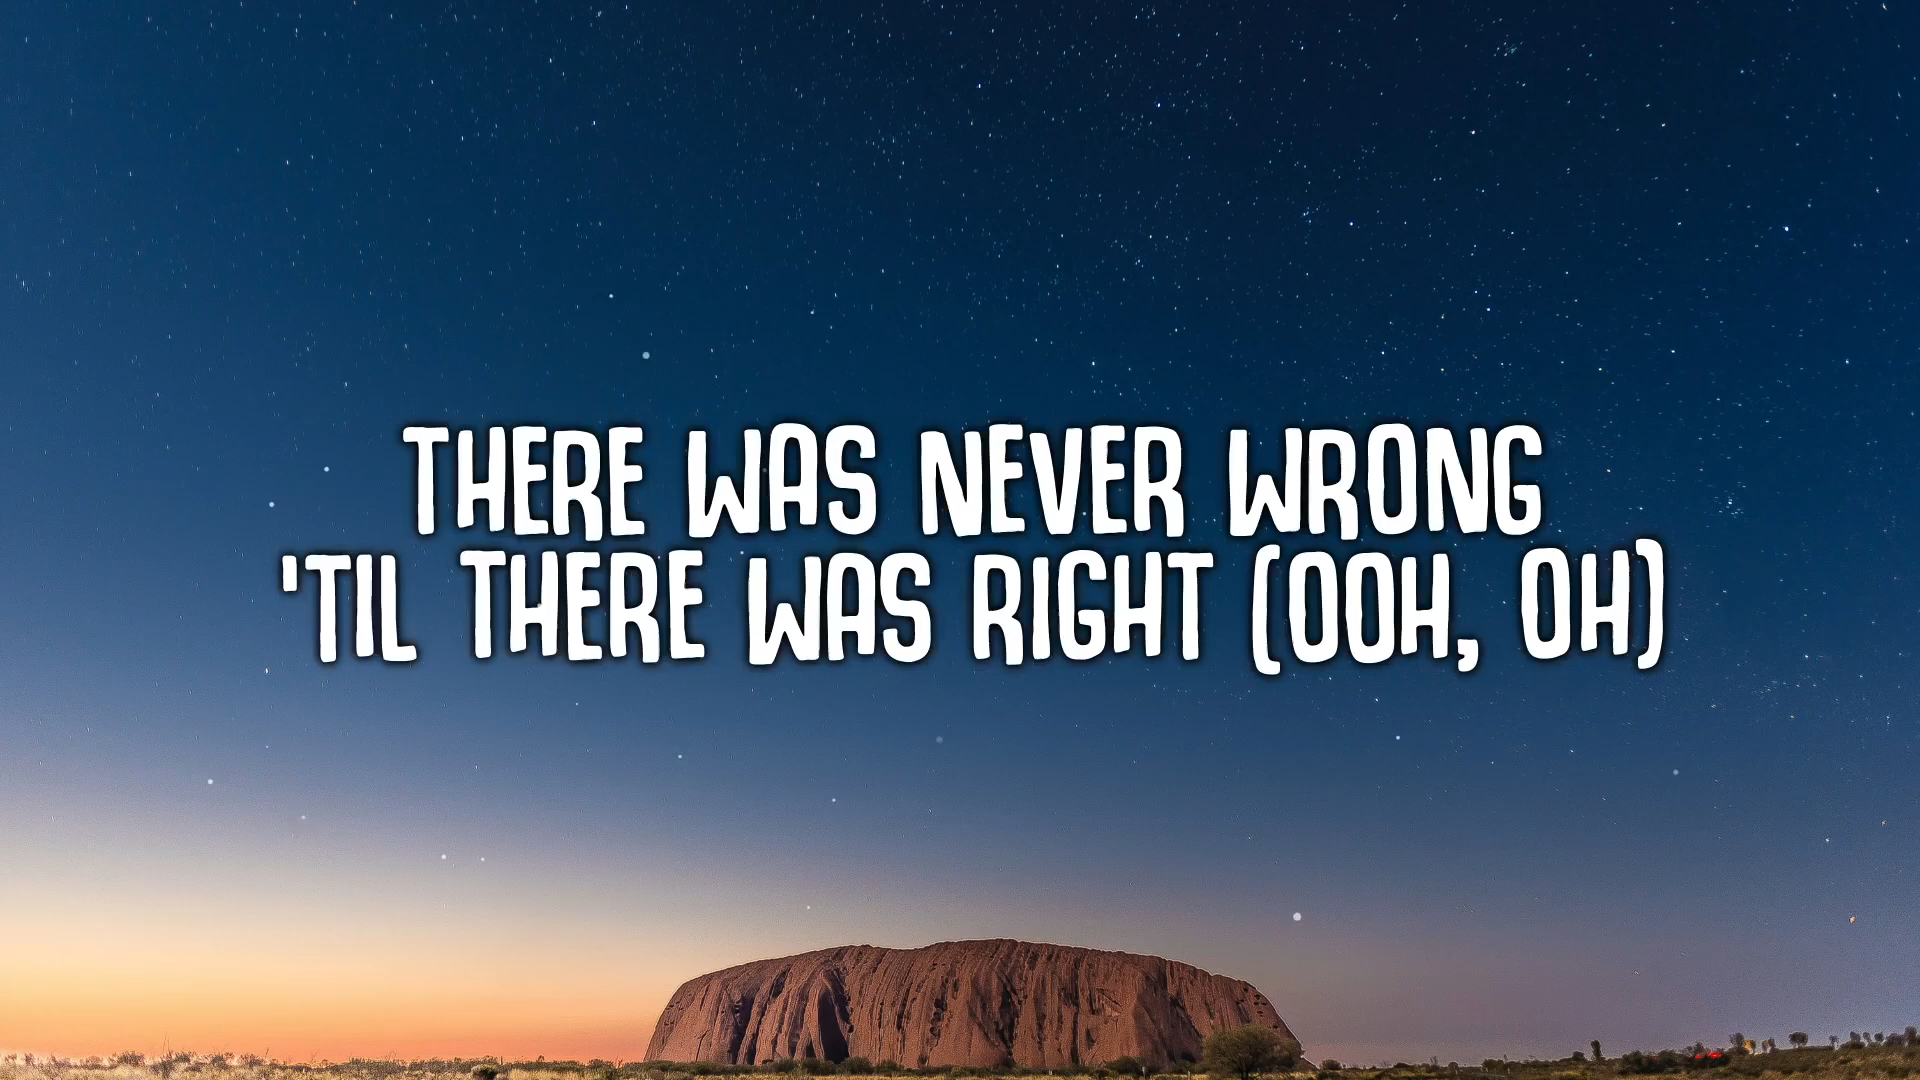 THERE WAS NEVER WRONG
'TIL THERE WAS RIGHT (OOH, OH)